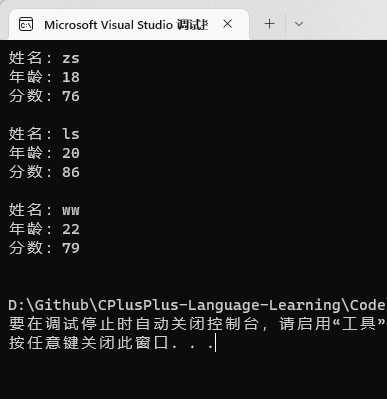 Microsoft Visual Studio 调试控
姓名：zs
年龄：18
分数：76
姓名：ls
年龄：20
分数：86
姓名：ww
年龄：22
分数：79
D:\Github\CPlusPlus-Language-Learning\Code
要在调试停止时自动关闭控制台，请启用“工具”
按任意键关闭此窗口. . .